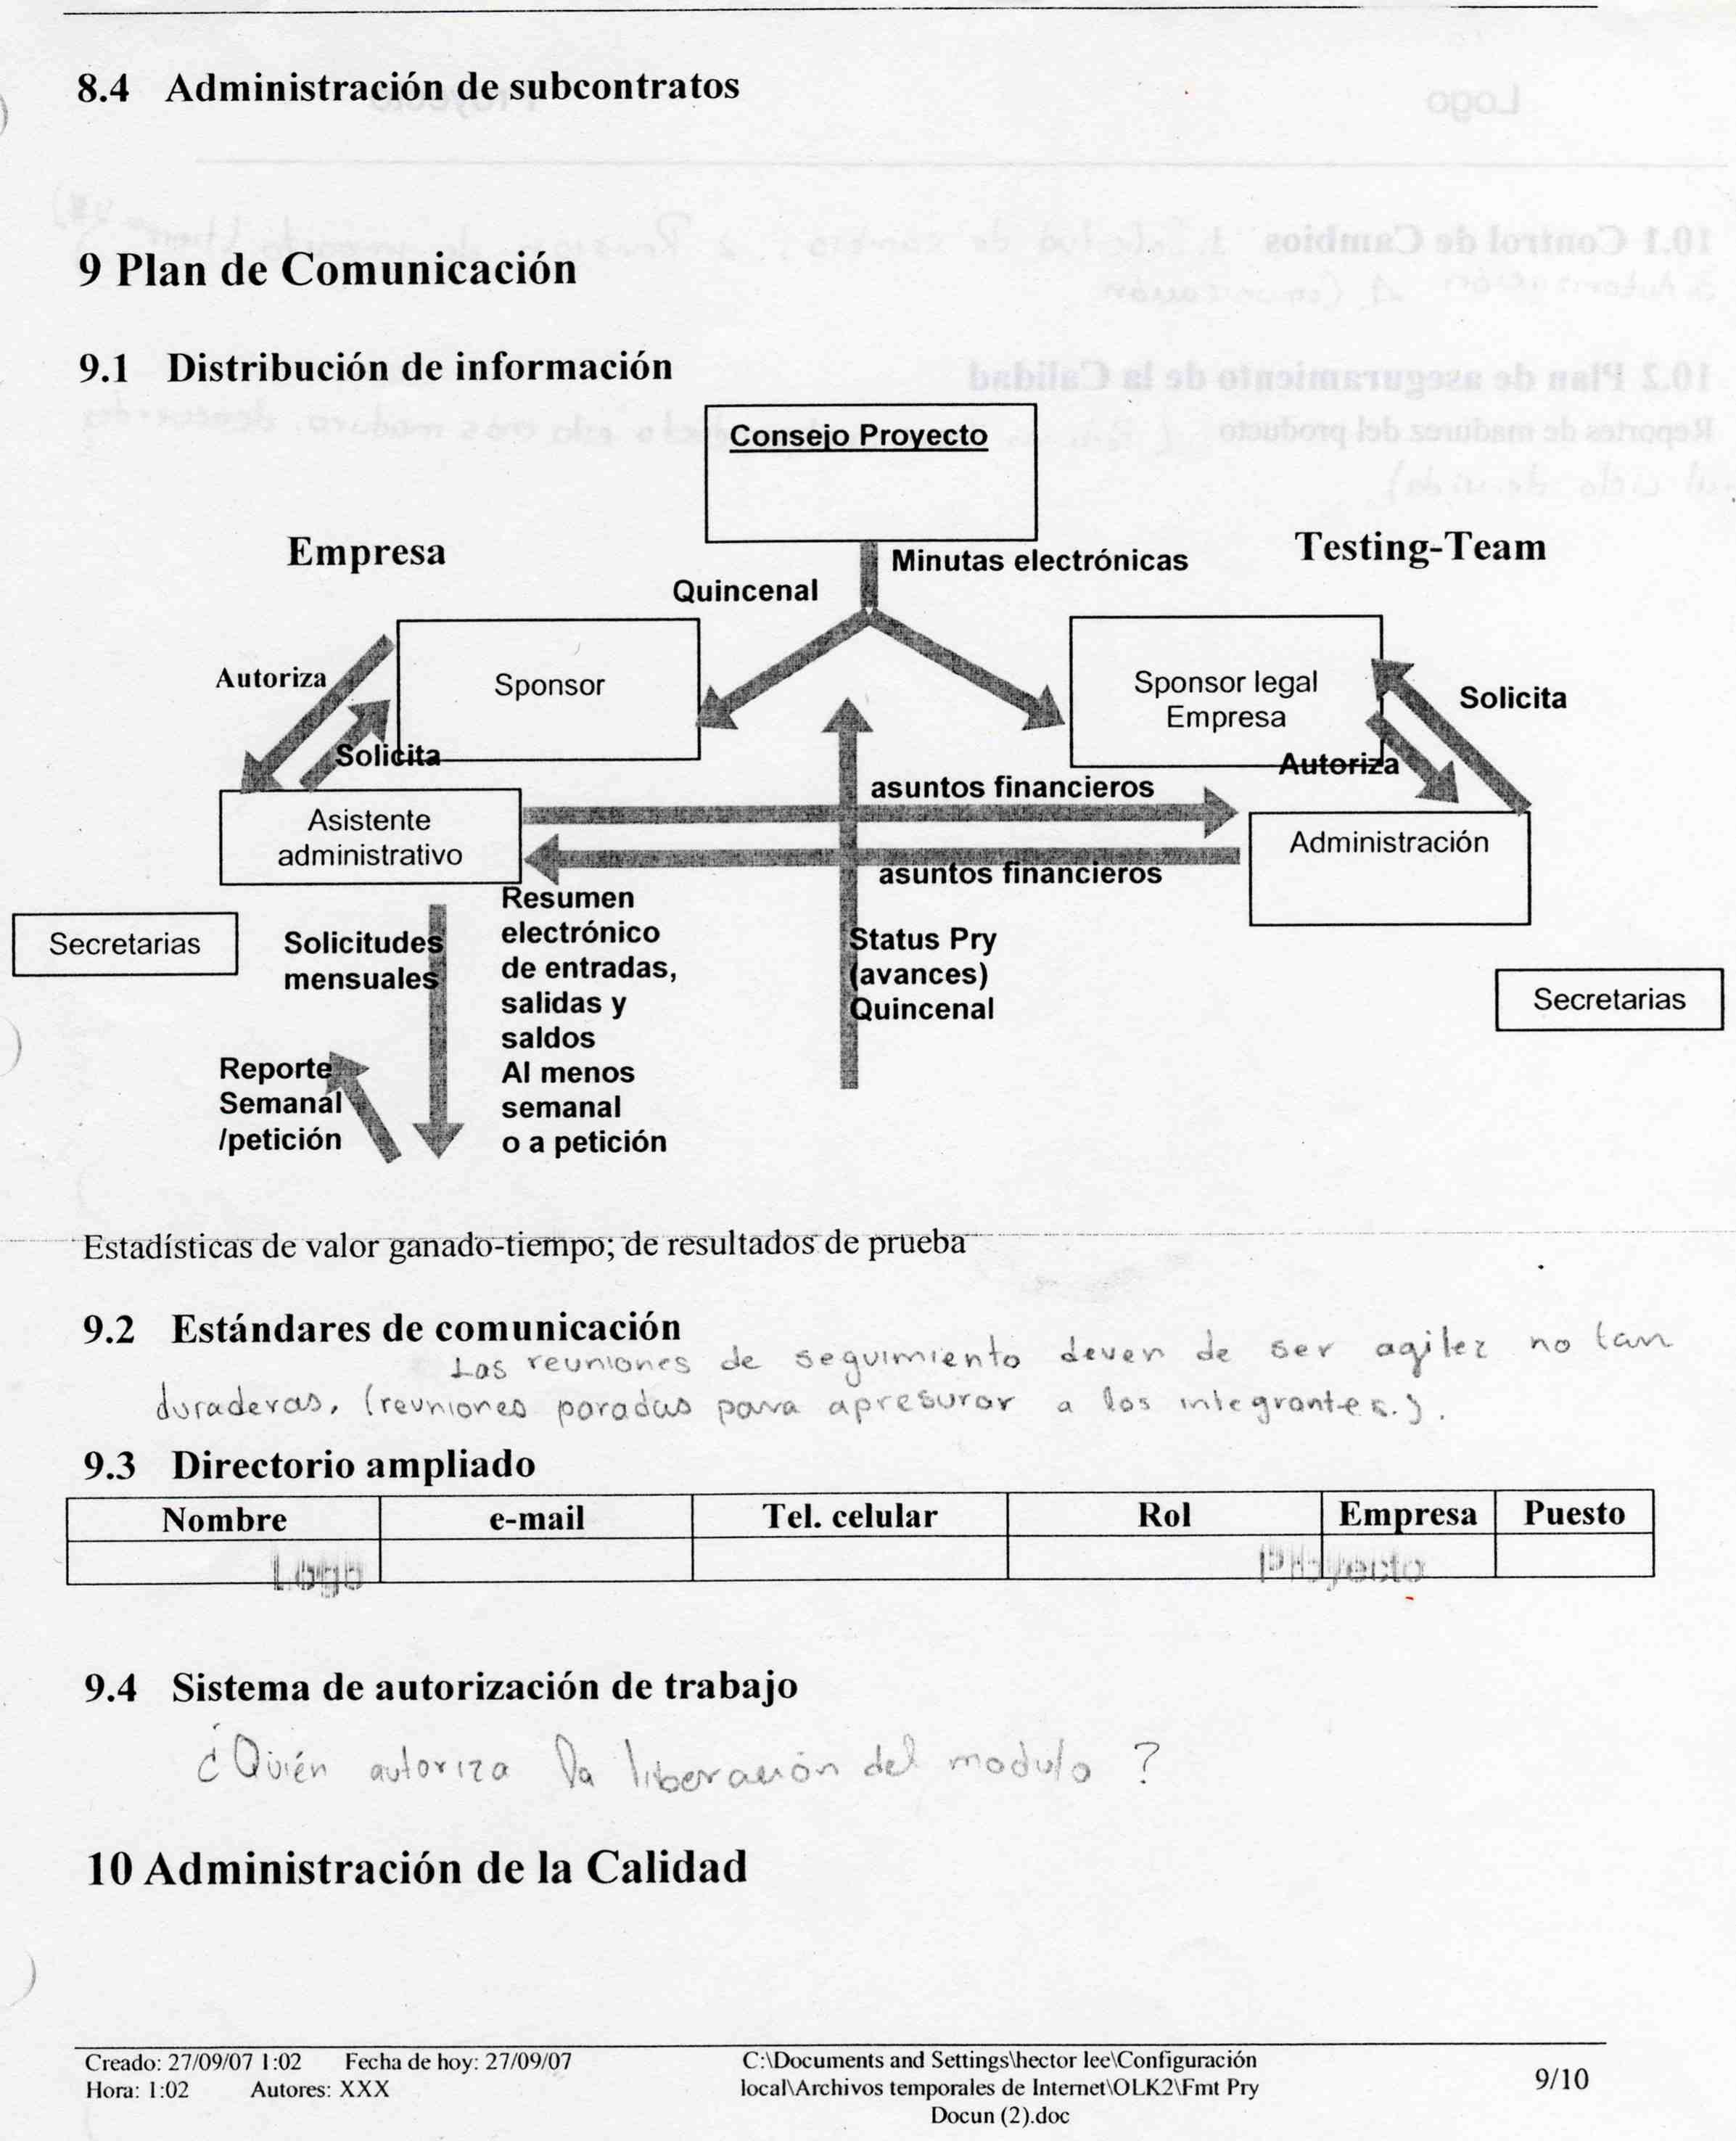 8.4 Administración de subcontratos
9 Plan de Comunicación
9.1 Distribución de información
Consejo Proyecto
Empresa
Testing-Team
Minutas electrónicas
Quincenal
Autoriza
Sponsor
Sponsor legal
Empresa
Solicita
Solicita
Autoriza
asuntos financieros
Asistente
administrativo
Administración
asuntos financieros
Secretarias
Solicitudes
mensuales
Resumen
electrónico
de entradas,
salidas y
saldos
Al menos
semanal
o a petición
Status Pry
(avances)
Quincenal
Secretarias
Reporte
Semanal
/petición
Estadísticas de valor ganado-tiempo; de resultados de prueba
9.2 Estándares de comunicación
Las reuniones de seguimiento deven de ser agilez no tan
duraderas, (reuniones paradas para apresurar a los integrantes.).
9.3 Directorio ampliado
Nombre e-mail Tel. celular Rol Empresa Puesto
Logo Proyecto
9.4 Sistema de autorización de trabajo
¿Quién autoriza la liberación del modulo ?
10 Administración de la Calidad
Creado: 27/09/07 1:02 Fecha de hoy: 27/09/07
Hora: 1:02 Autores: XXX
C:\Documents and Settings\hector lee\Configuración
local\Archivos temporales de Internet\OLK2\Fmt Pry
Docun (2).doc
9/10